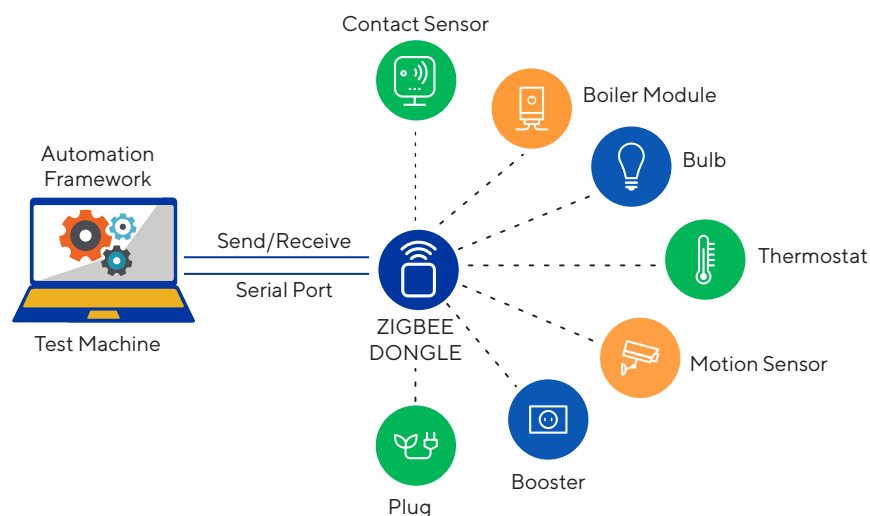 Contact Sensor
Boiler Module
Automation
Framework
Bulb
Send/Receive
Thermostat
Serial Port
ZIGBEE
DONGLE
Test Machine
Motion Sensor
Booster
Plug